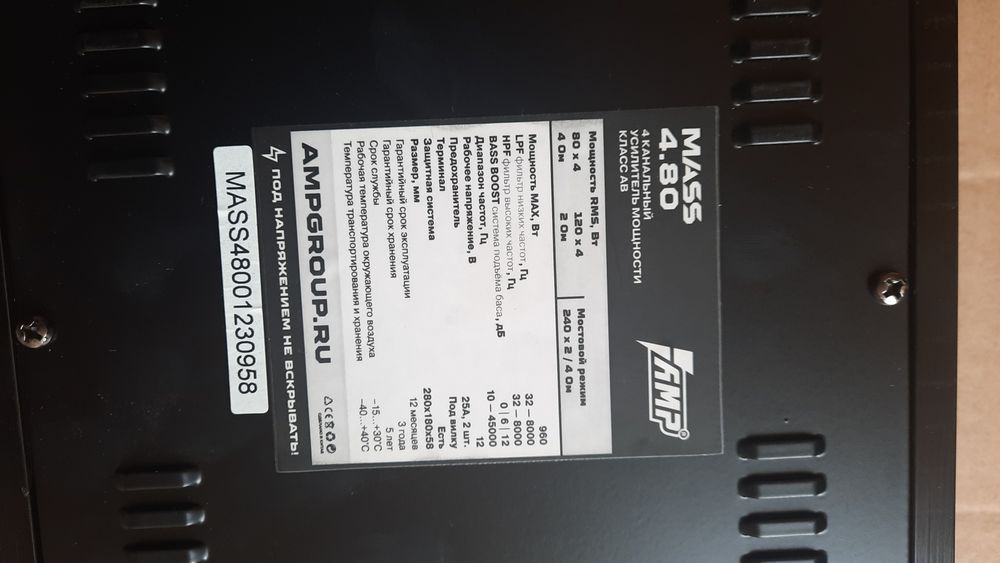 MASS
4.80
4 КАНАЛЬНЫЙ
УСИЛИТЕЛЬ МОЩНОСТИ
КЛАСС АВ
AMP®
Мощность RMS, Вт Мостовой режим
80 x 4 120 x 4 240 x 2 / 4 Ом
4 Ом 2 Ом
Мощность MAX, Вт 960
LPF фильтр низких частот, Гц 32 – 8000
HPF фильтр высоких частот, Гц 32 – 8000
BASS BOOST система подъёма баса, дБ 0 | 6 | 12
Диапазон частот, Гц 10 – 45000
Рабочее напряжение, В 12
Предохранитель 25А, 2 шт.
Терминал Под вилку
Защитная система Есть
Размер, мм 280x180x58
Гарантийный срок эксплуатации 12 месяцев
Гарантийный срок хранения 3 года
Срок службы 5 лет
Рабочая температура окружающего воздуха –15...+30°C
Температура транспортирования и хранения –40...+40°C
AMPGROUP.RU
СДЕЛАНО В КИТАЕ
ПОД НАПРЯЖЕНИЕМ НЕ ВСКРЫВАТЬ!
MASS48001230958